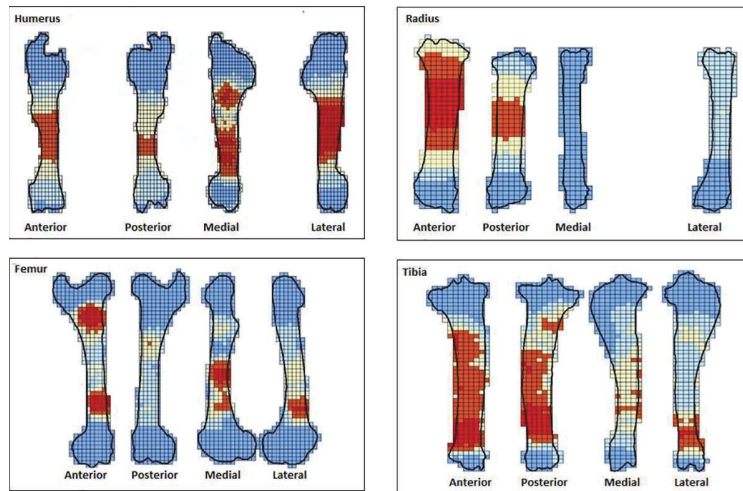 Humerus
Anterior
Posterior
Medial
Lateral
Radius
Anterior
Posterior
Medial
Lateral
Femur
Anterior
Posterior
Medial
Lateral
Tibia
Anterior
Posterior
Medial
Lateral